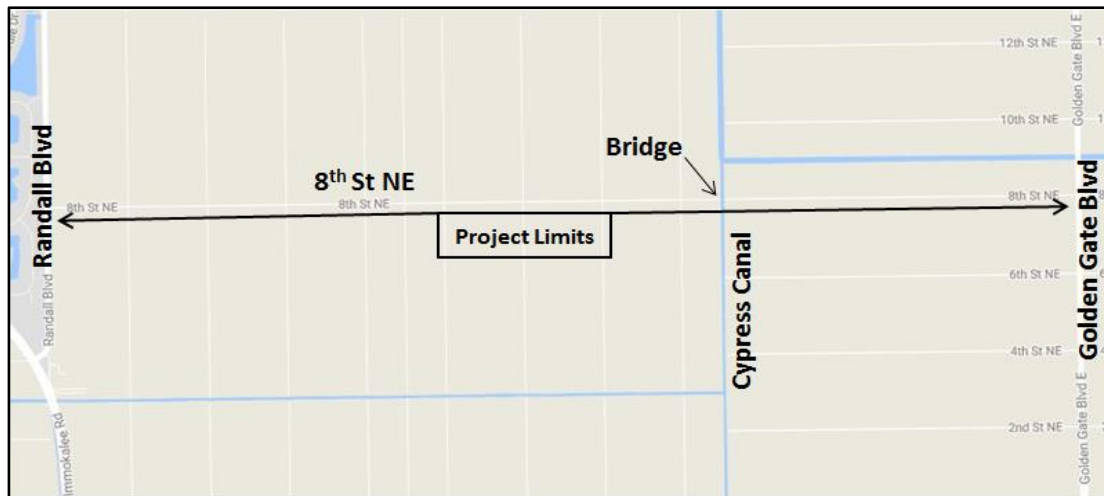 12th St NE
Golden Gate Blvd E
10th St NE
Bridge
8th St NE
8th St NE
8th St NE
8th St NE
Randall Blvd
Project Limits
Golden Gate Blvd
6th St NE
Cypress Canal
Randall Blvd
4th St NE
Golden Gate Blvd E
2nd St NE
mmokalee Rd